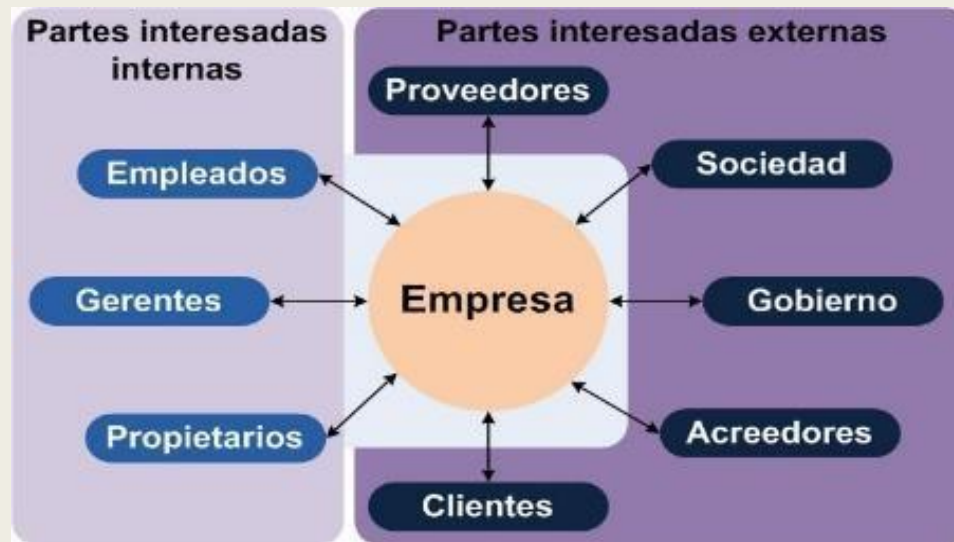 Partes interesadas
internas
Partes interesadas externas
Proveedores
Empleados
Sociedad
Gerentes
Empresa
Gobierno
Propietarios
Acreedores
Clientes